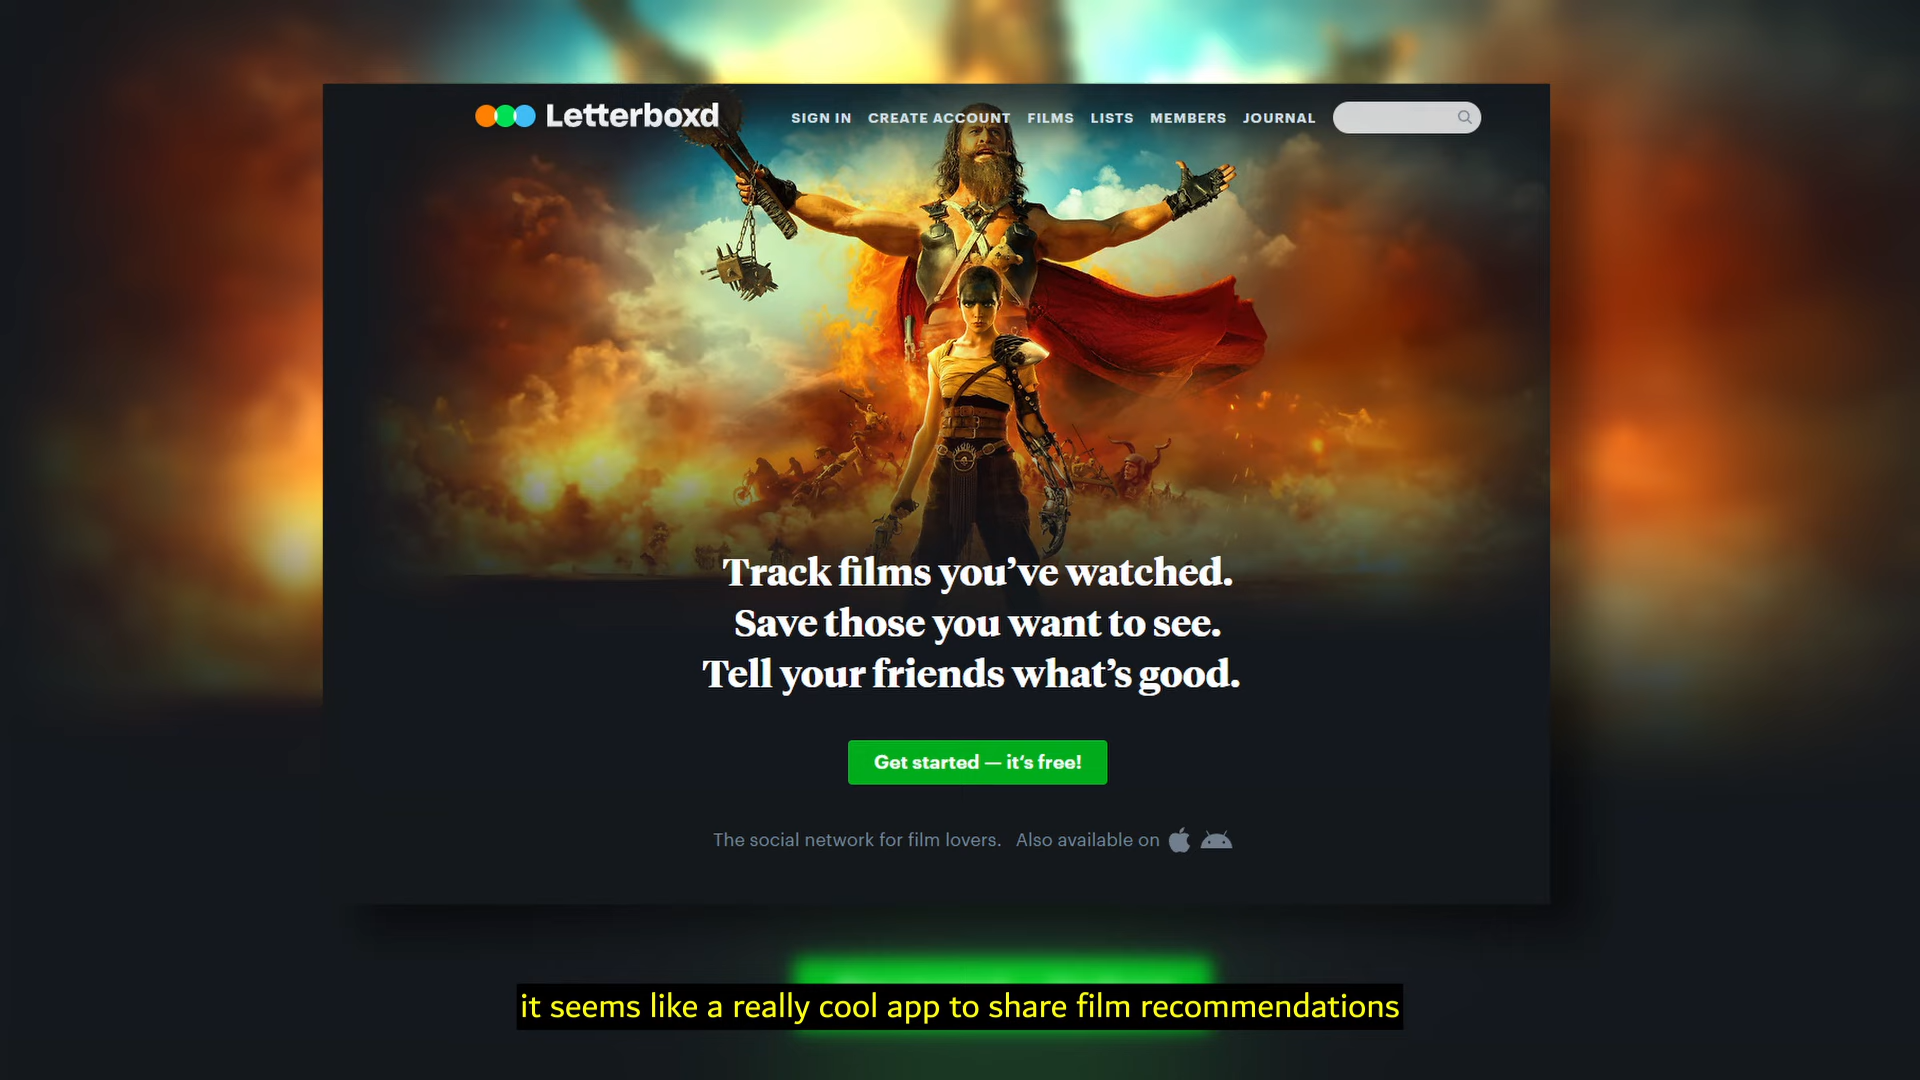 Letterboxd
SIGN IN CREATE ACCOUNT FILMS LISTS MEMBERS JOURNAL
Track films you’ve watched.
Save those you want to see.
Tell your friends what’s good.
Get started — it’s free!
The social network for film lovers. Also available on
it seems like a really cool app to share film recommendations